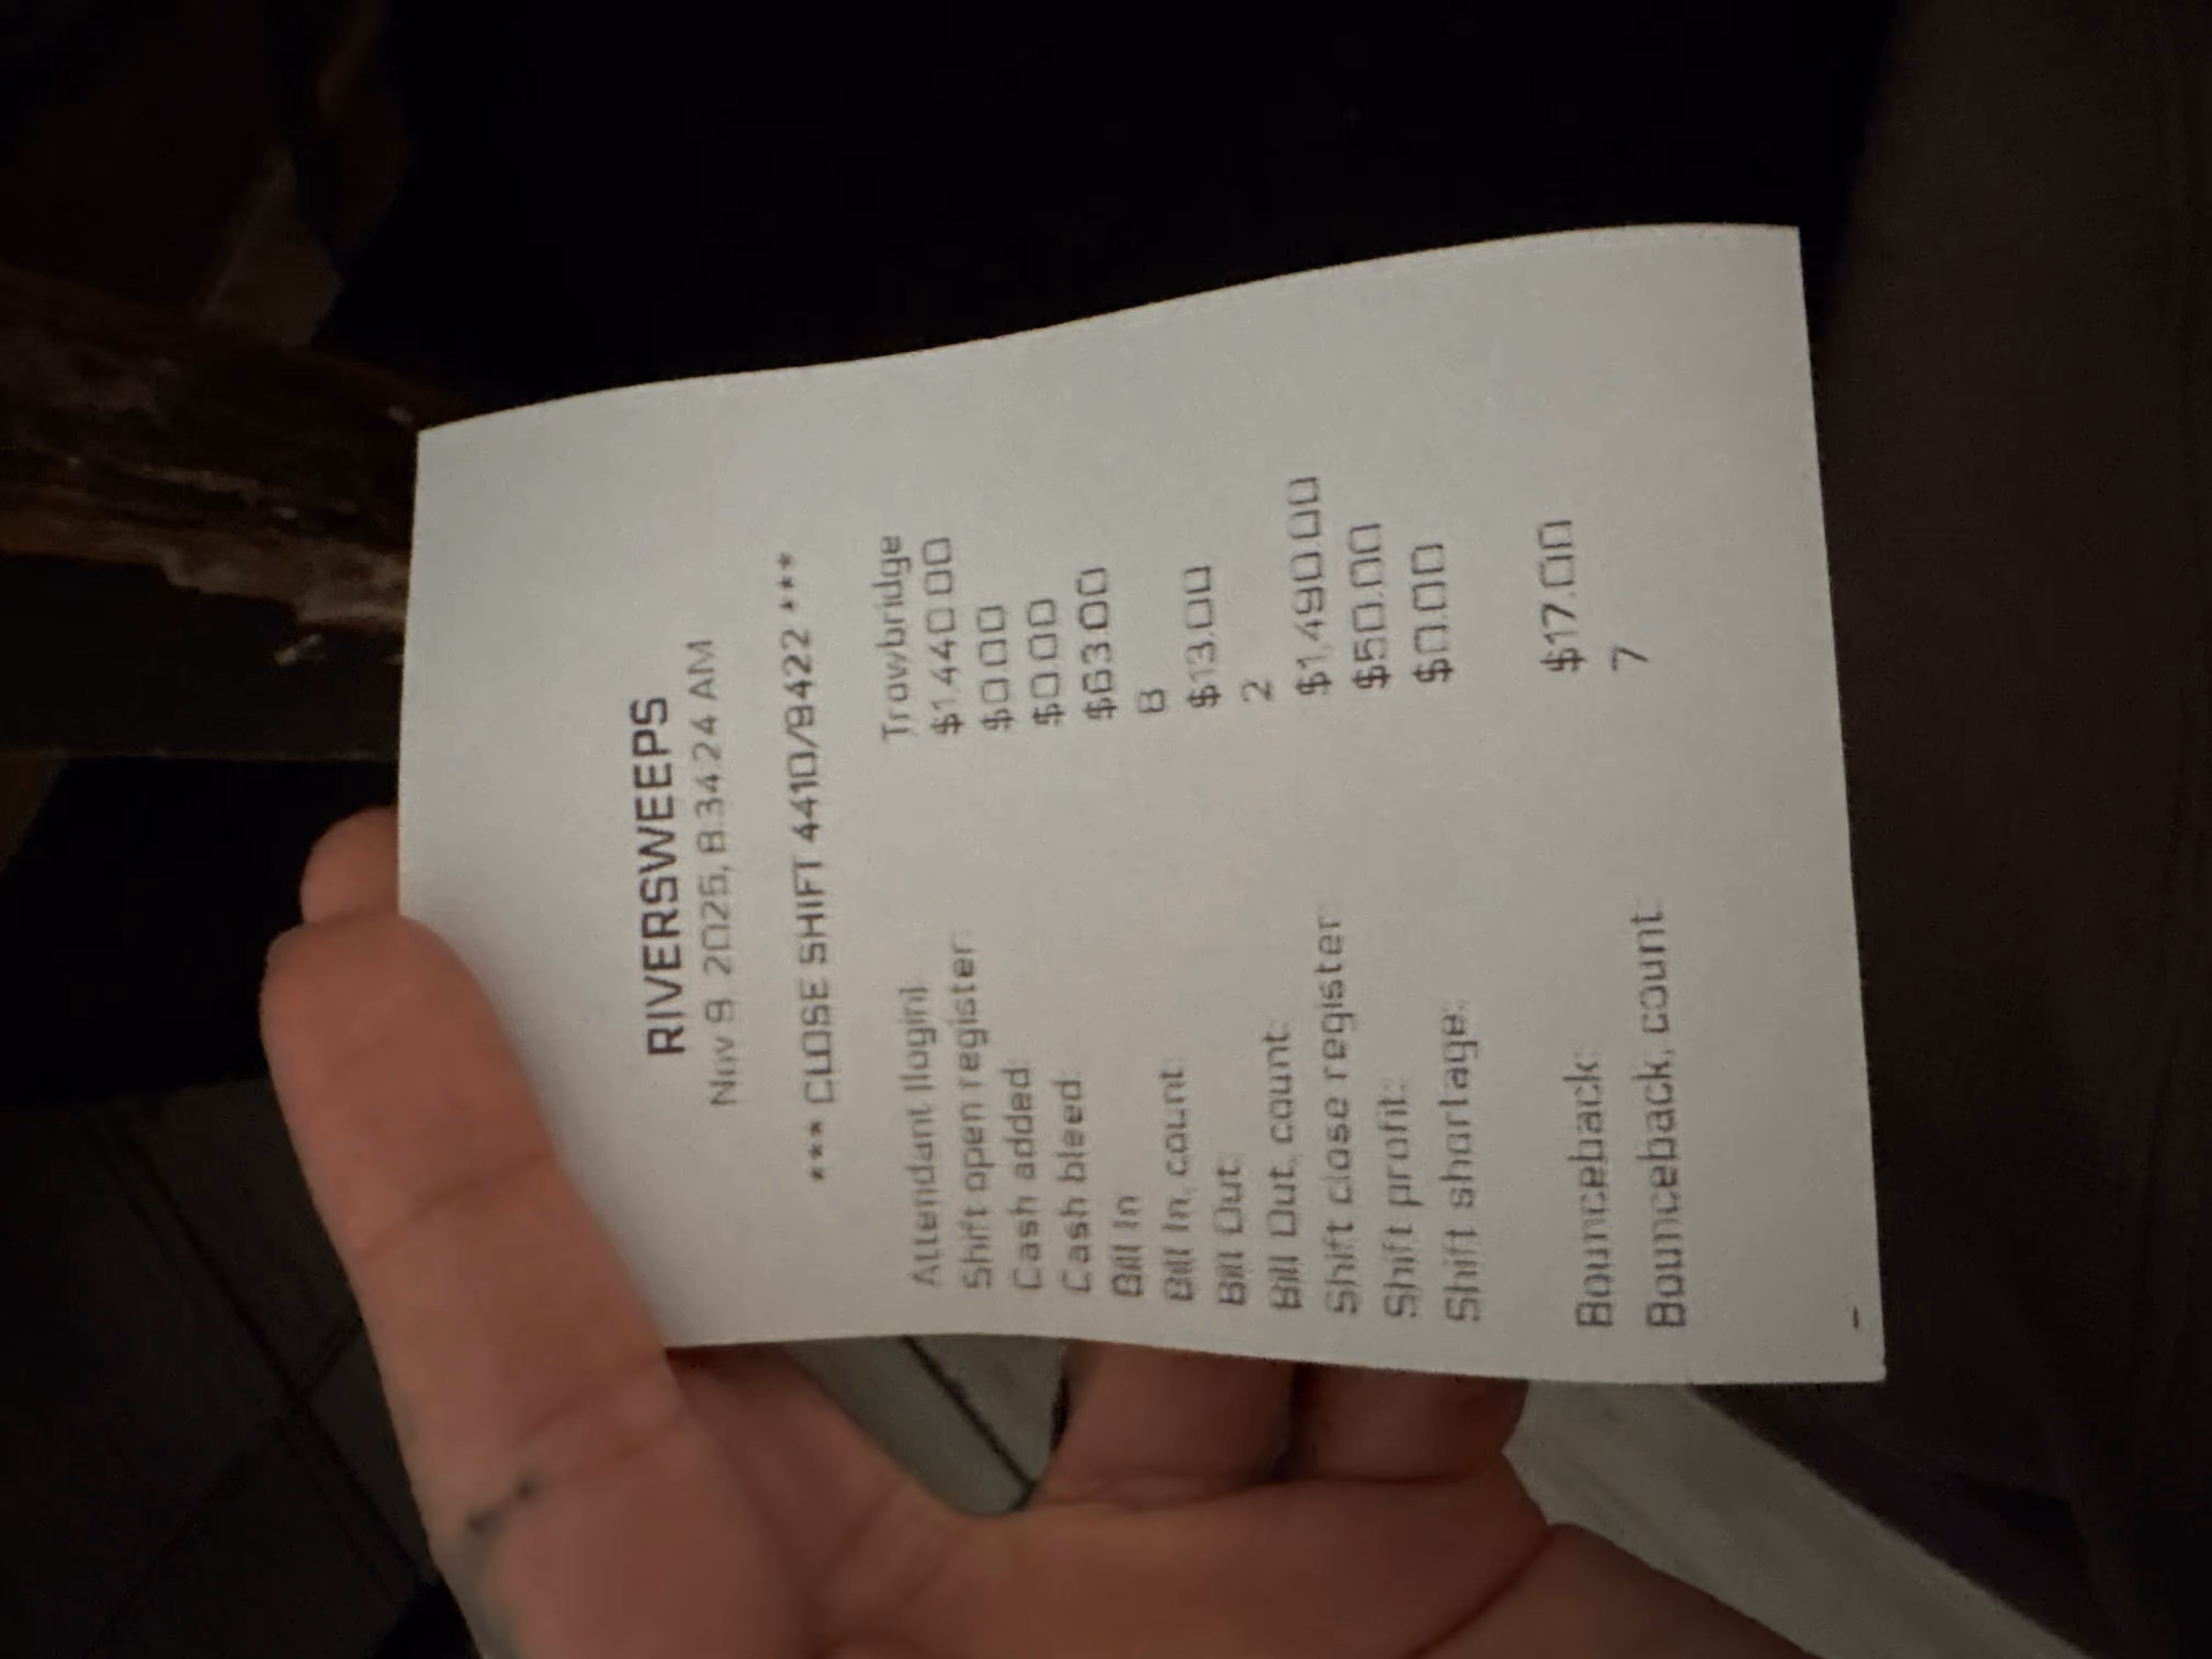 RIVERSWEEPS
Nov 9, 2025, 8:34:24 AM
*** CLOSE SHIFT 4410/9422 ***
Attendant (login): Trowbridge
Shift open register: $1,440.00
Cash added: $0.00
Cash bleed: $0.00
Bill In: $63.00
Bill In, count: 8
Bill Out: $13.00
Bill Out, count: 2
Shift close register: $1,490.00
Shift profit: $50.00
Shift shortage: $0.00
Bounceback: $17.00
Bounceback, count: 7